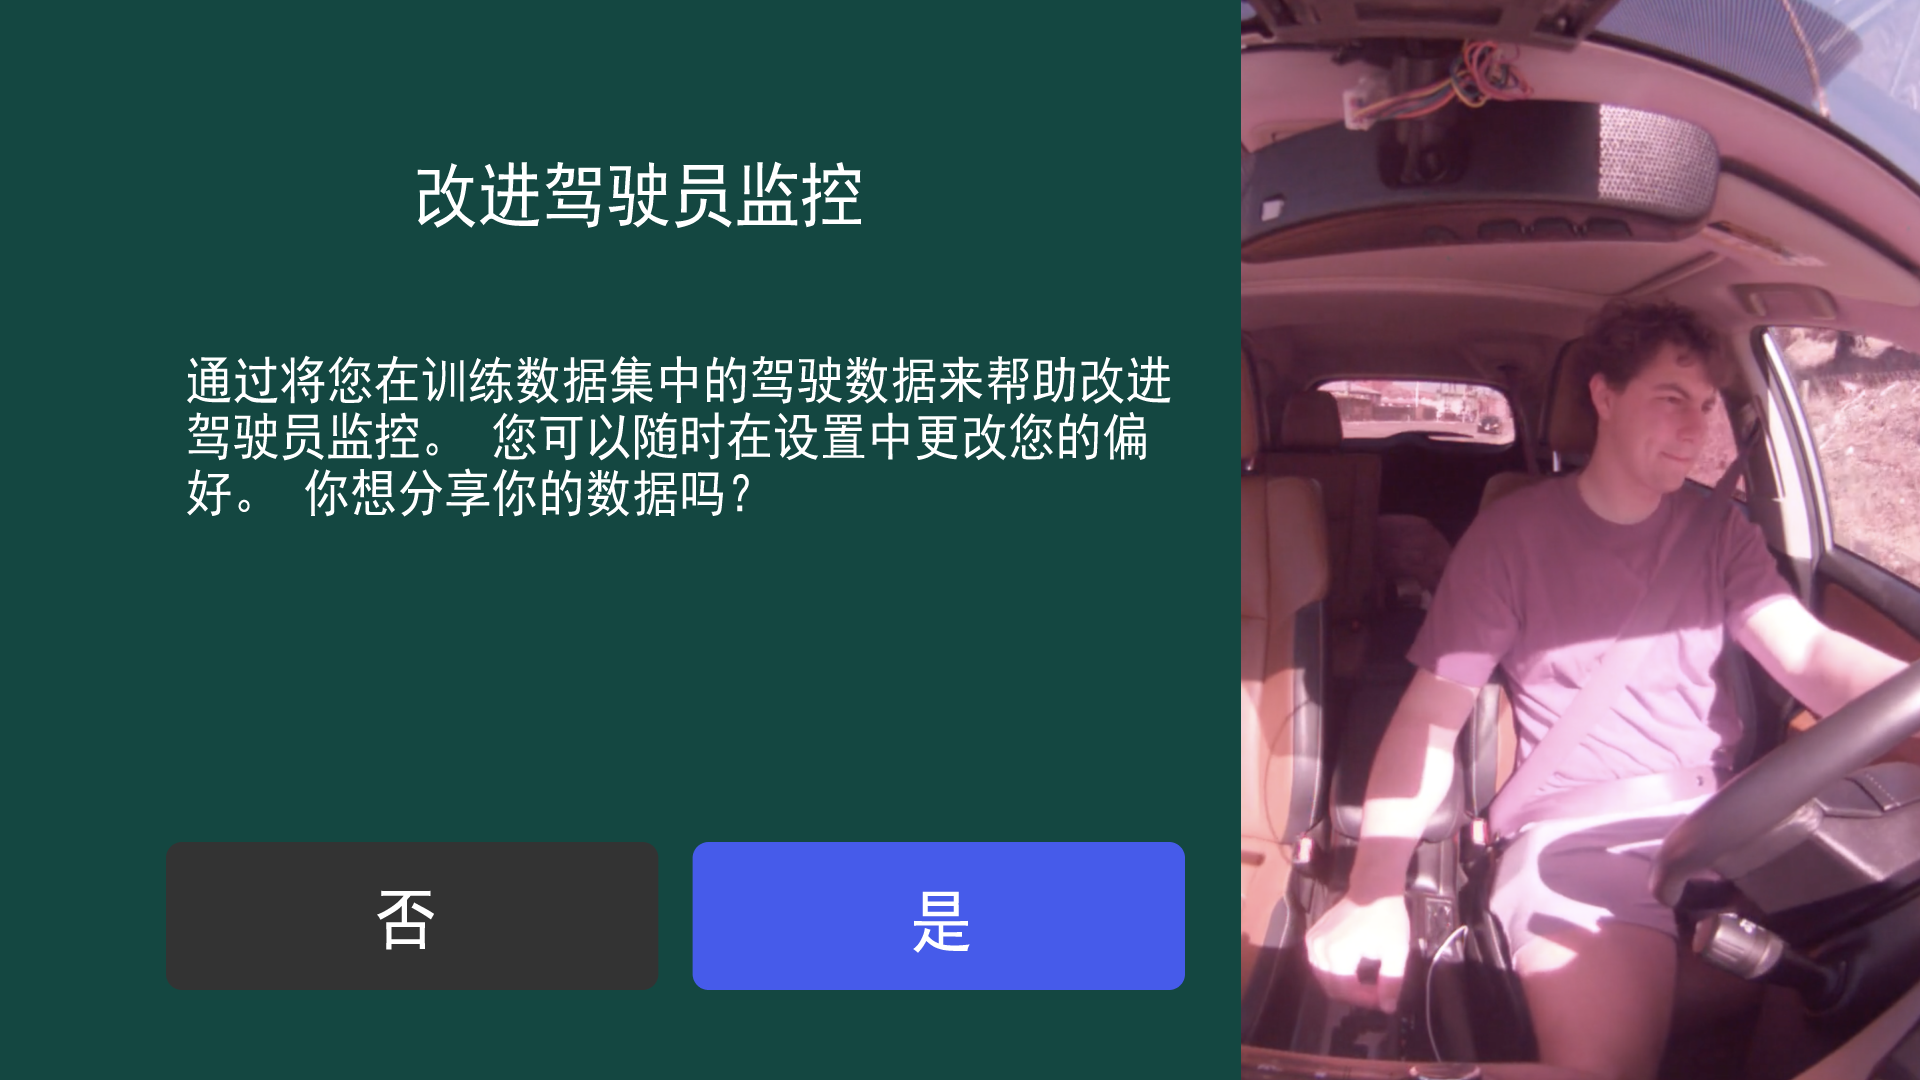 改进驾驶员监控
通过将您在训练数据集中的驾驶数据来帮助改进
驾驶员监控。 您可以随时在设置中更改您的偏
好。 你想分享你的数据吗?
否
是